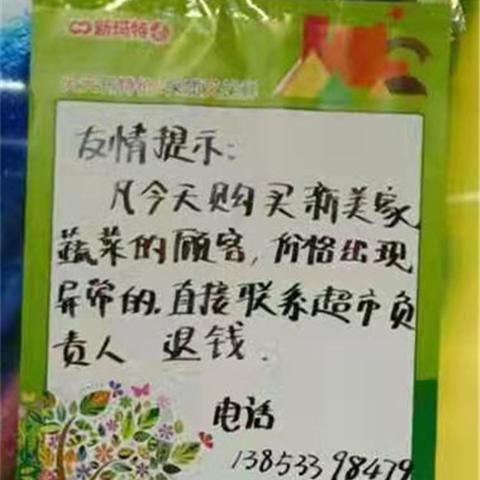 新玛特
友情提示:
凡今天购买新美家
蔬菜的顾客,价格出现
异常的.直接联系超市负
责人 退钱.
电话
13853398479